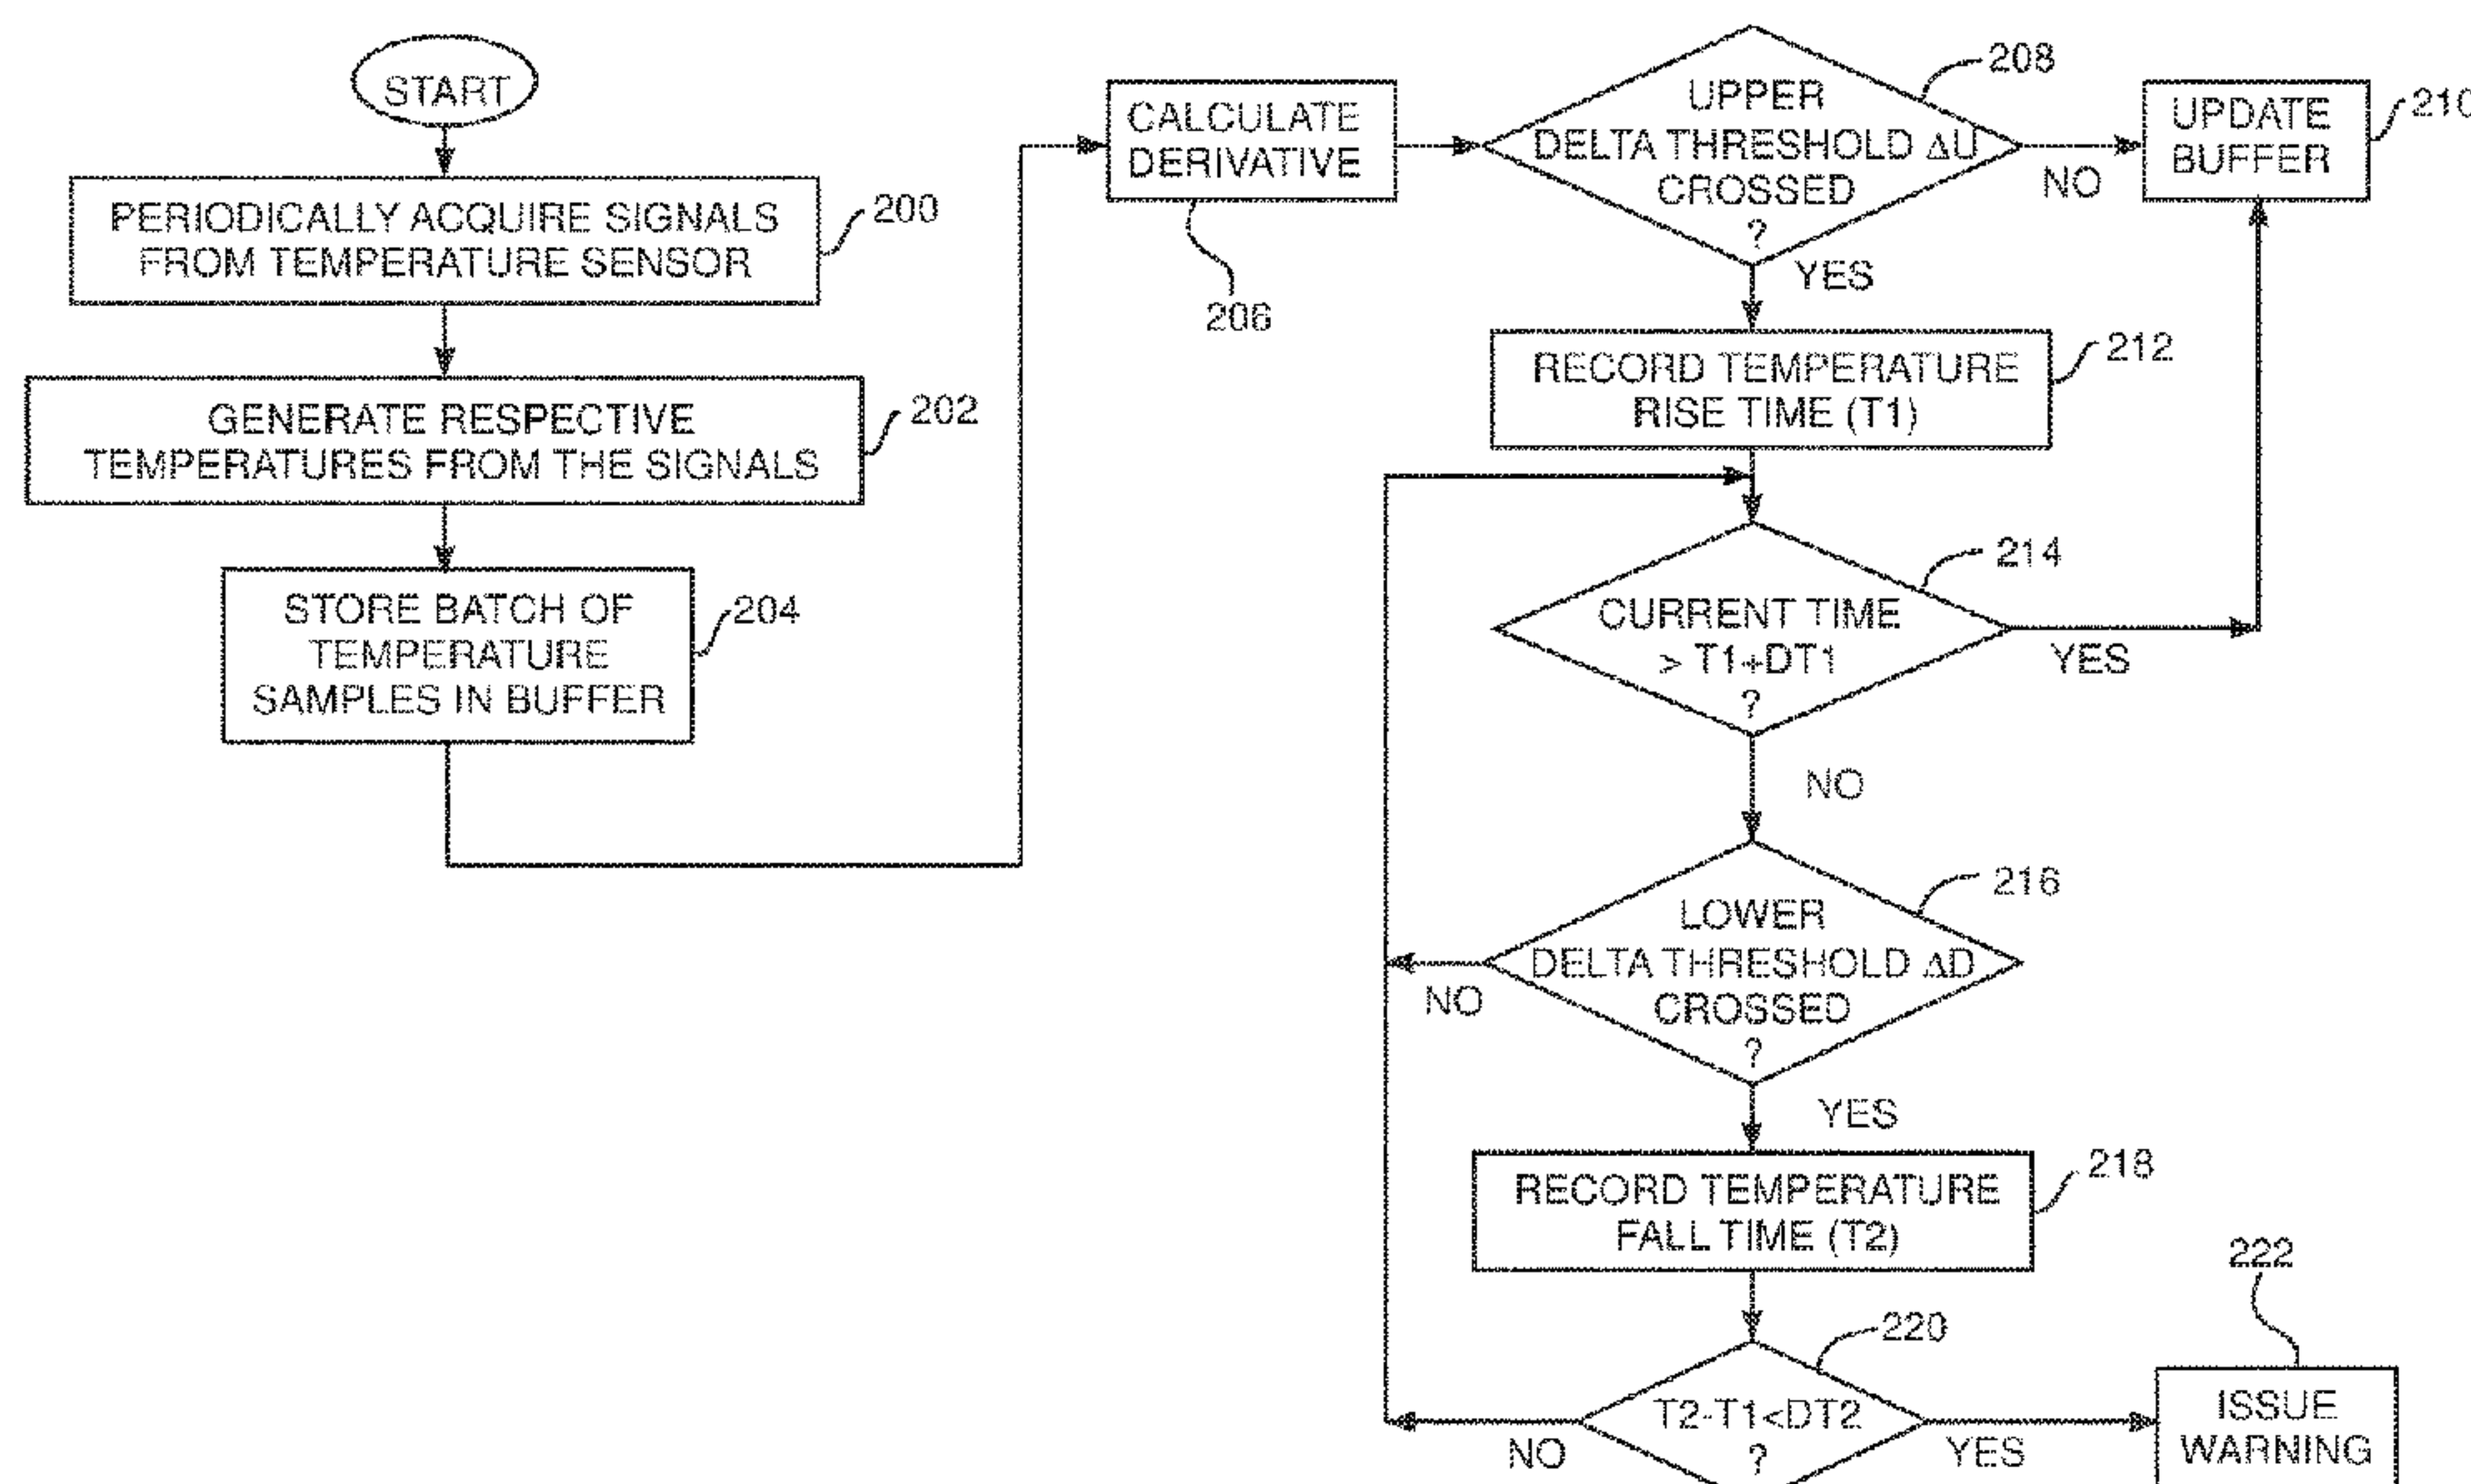 START
PERIODICALLY ACQUIRE SIGNALS
FROM TEMPERATURE SENSOR
200
GENERATE RESPECTIVE
TEMPERATURES FROM THE SIGNALS
202
STORE BATCH OF
TEMPERATURE
SAMPLES IN BUFFER
204
CALCULATE
DERIVATIVE
206
UPPER
DELTA THRESHOLD ΔU
CROSSED
?
208
NO
UPDATE
BUFFER
210
YES
RECORD TEMPERATURE
RISE TIME (T1)
212
CURRENT TIME
> T1+DT1
?
214
YES
NO
LOWER
DELTA THRESHOLD ΔD
CROSSED
?
216
NO
YES
RECORD TEMPERATURE
FALL TIME (T2)
218
T2-T1<DT2
?
220
NO
YES
ISSUE
WARNING
222